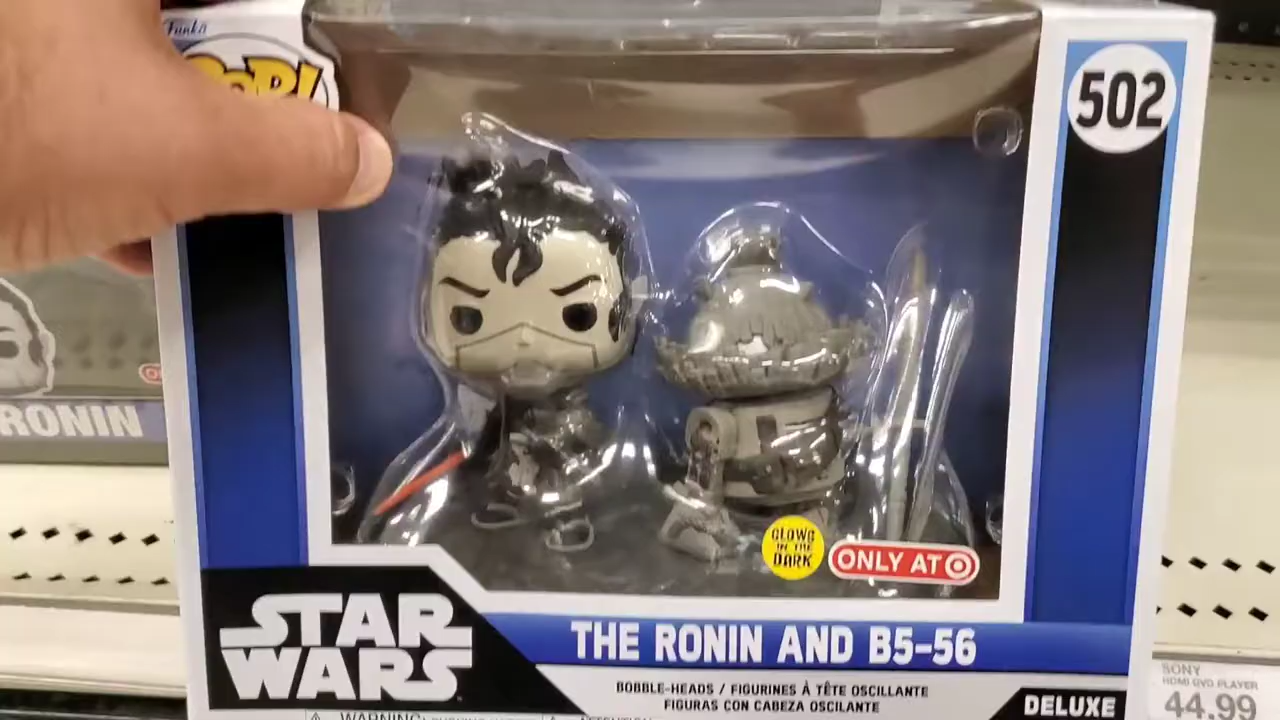 Funko
POP!
502
RONIN
GLOWS
IN THE
DARK
ONLY AT
STAR
WARS
THE RONIN AND B5-56
BOBBLE-HEADS / FIGURINES À TÊTE OSCILLANTE
FIGURAS CON CABEZA OSCILANTE
DELUXE
WARNING:
SONY
HDMI DVD PLAYER
44.99